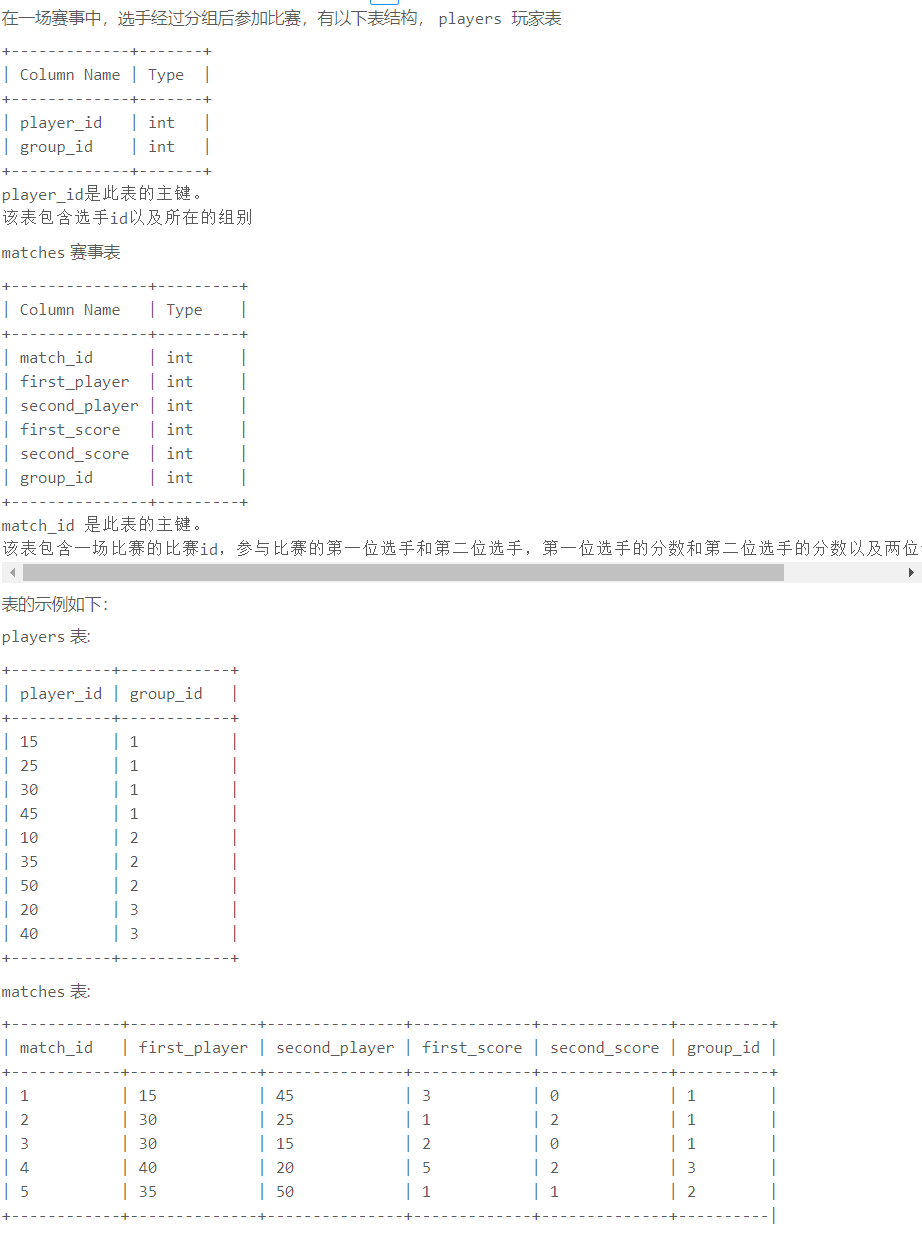 在一场赛事中，选手经过分组后参加比赛，有以下表结构， players 玩家表
+-------------+-------+
| Column Name | Type  |
+-------------+-------+
| player_id   | int   |
| group_id    | int   |
+-------------+-------+
player_id是此表的主键。
该表包含选手id以及所在的组别
matches 赛事表
+---------------+---------+
| Column Name   | Type    |
+---------------+---------+
| match_id      | int     |
| first_player  | int     |
| second_player | int     |
| first_score   | int     |
| second_score  | int     |
| group_id      | int     |
+---------------+---------+
match_id 是此表的主键。
该表包含一场比赛的比赛id，参与比赛的第一位选手和第二位选手，第一位选手的分数和第二位选手的分数以及两位
表的示例如下：
players 表:
+-----------+------------+
| player_id | group_id   |
+-----------+------------+
| 15        | 1          |
| 25        | 1          |
| 30        | 1          |
| 45        | 1          |
| 10        | 2          |
| 35        | 2          |
| 50        | 2          |
| 20        | 3          |
| 40        | 3          |
+-----------+------------+
matches 表:
+------------+--------------+---------------+-------------+--------------+----------+
| match_id   | first_player | second_player | first_score | second_score | group_id |
+------------+--------------+---------------+-------------+--------------+----------+
| 1          | 15           | 45            | 3           | 0            | 1        |
| 2          | 30           | 25            | 1           | 2            | 1        |
| 3          | 30           | 15            | 2           | 0            | 1        |
| 4          | 40           | 20            | 5           | 2            | 3        |
| 5          | 35           | 50            | 1           | 1            | 2        |
+------------+--------------+---------------+-------------+--------------+----------|